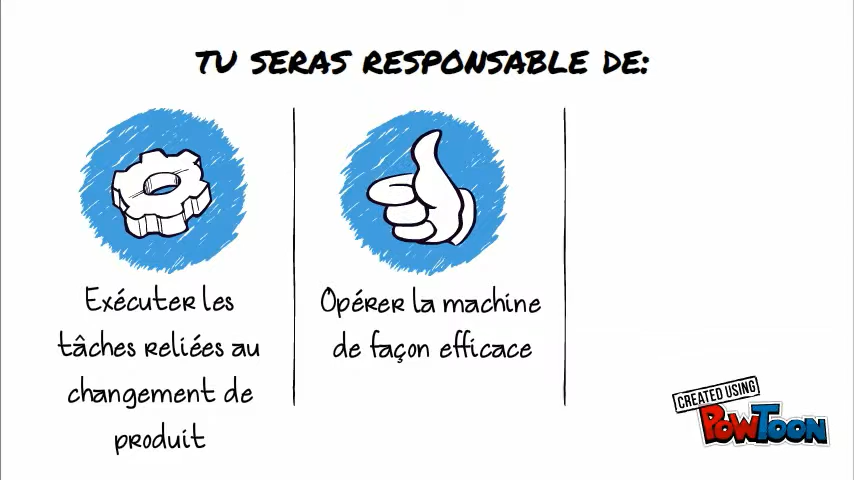 TU SERAS RESPONSABLE DE:
Exécuter les
tâches reliées au
changement de
produit
Opérer la machine
de façon efficace
CREATED USING
POWTOON